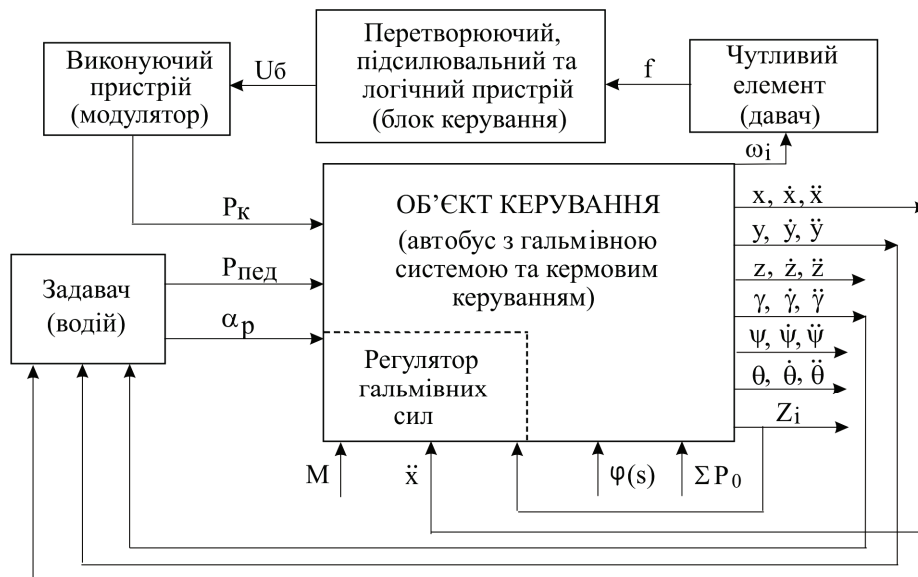 Виконуючий
пристрій
(модулятор)
Uб
Перетворюючий,
підсилювальний та
логічний пристрій
(блок керування)
f
Чутливий
елемент
(давач)
ωi
Pк
Pпед
αp
Задавач
(водій)
ОБ’ЄКТ КЕРУВАННЯ
(автобус з гальмівною
системою та кермовим
керуванням)
Регулятор
гальмівних
сил
x, ẋ, ẍ
y, ẏ, ÿ
z, ż, z̈
γ, γ̇, γ̈
ψ, ψ̇, ψ̈
θ, θ̇, θ̈
Zi
M
ẍ
φ(s)
ΣP0